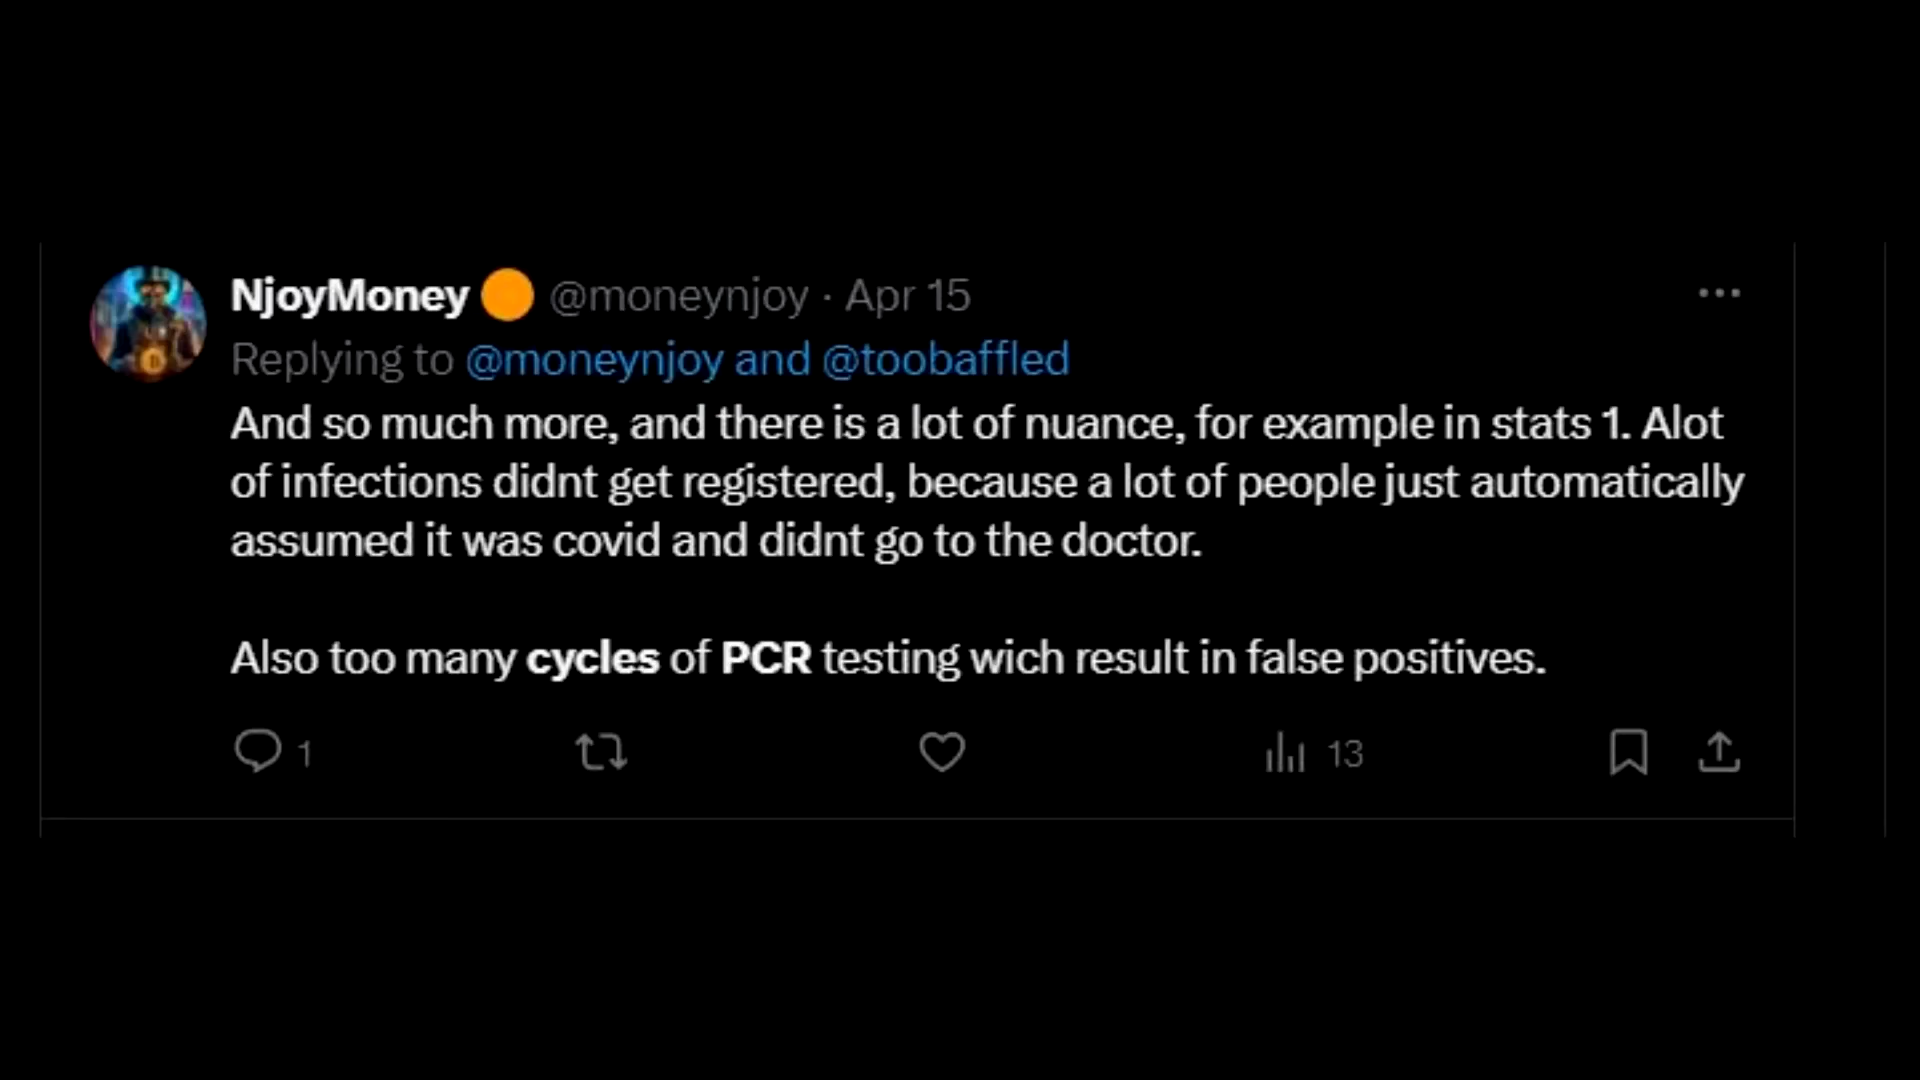 NjoyMoney @moneynjoy · Apr 15
Replying to @moneynjoy and @toobaffled
And so much more, and there is a lot of nuance, for example in stats 1. Alot
of infections didnt get registered, because a lot of people just automatically
assumed it was covid and didnt go to the doctor.
Also too many cycles of PCR testing wich result in false positives.
1 13